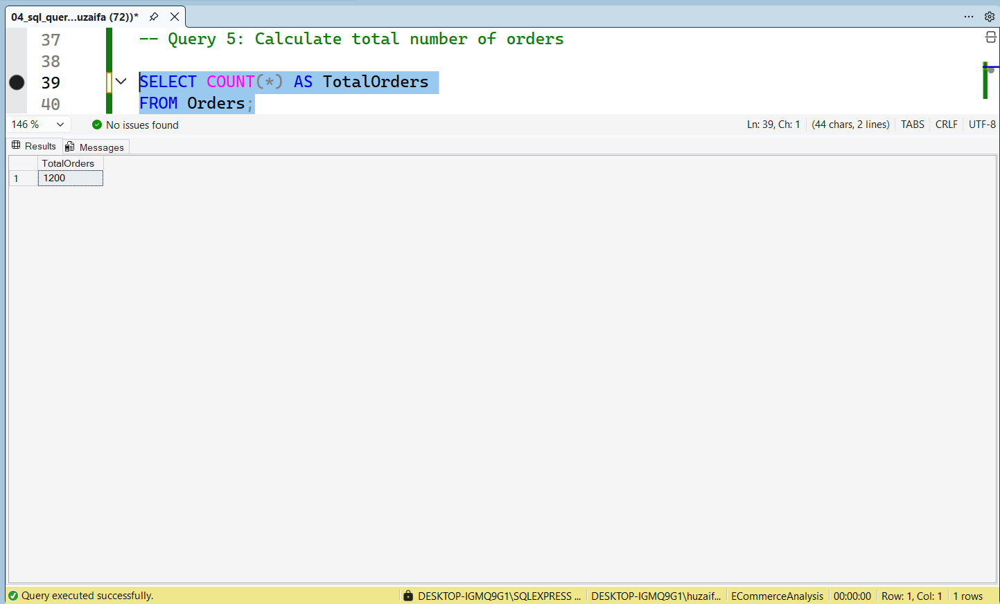 04_sql_quer...uzaifa (72))*
37 -- Query 5: Calculate total number of orders
38
39 SELECT COUNT(*) AS TotalOrders
40 FROM Orders;
146 % No issues found Ln: 39, Ch: 1 (44 chars, 2 lines) TABS CRLF UTF-8
Results Messages
TotalOrders
1 1200
Query executed successfully. DESKTOP-IGMQ9G1\SQLEXPRESS ... DESKTOP-IGMQ9G1\huzaif... ECommerceAnalysis 00:00:00 Row: 1, Col: 1 1 rows